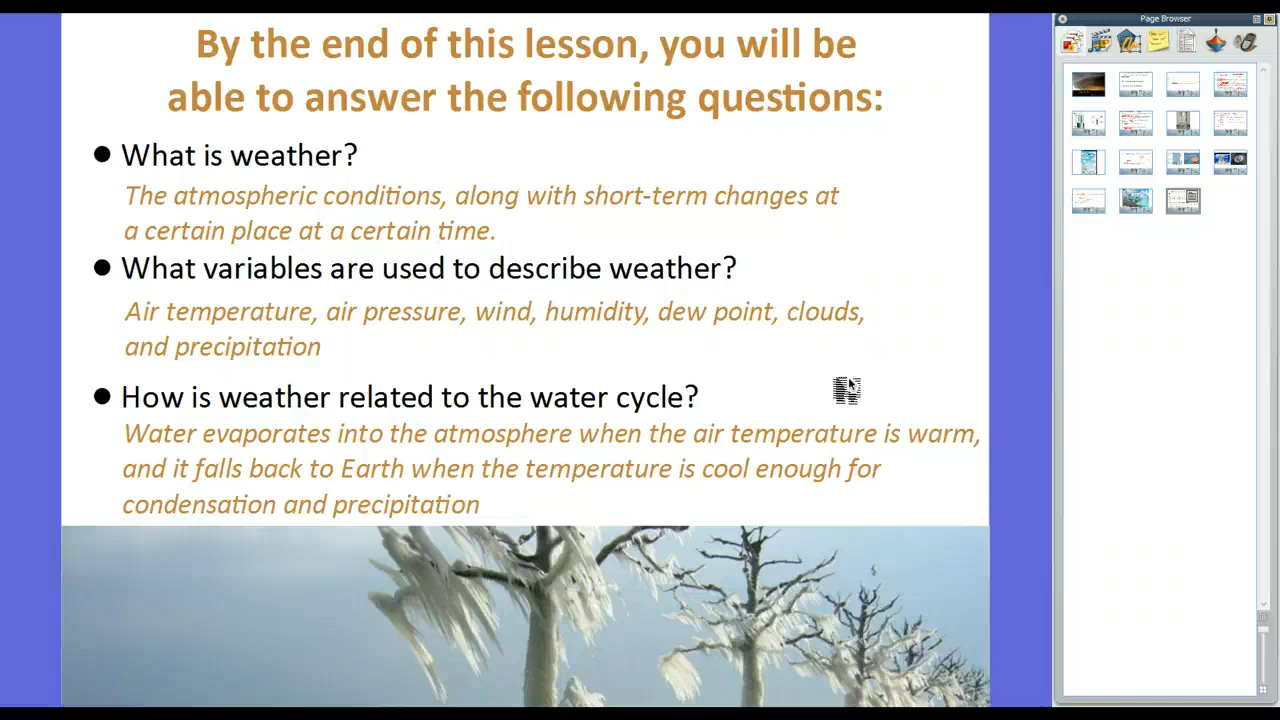 By the end of this lesson, you will be
able to answer the following questions:
● What is weather?
The atmospheric conditions, along with short-term changes at
a certain place at a certain time.
● What variables are used to describe weather?
Air temperature, air pressure, wind, humidity, dew point, clouds,
and precipitation
● How is weather related to the water cycle?
Water evaporates into the atmosphere when the air temperature is warm,
and it falls back to Earth when the temperature is cool enough for
condensation and precipitation
Page Browser